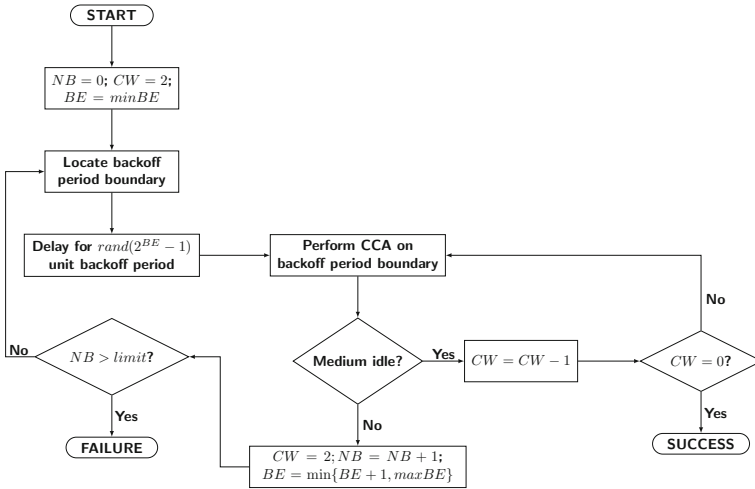 START
NB = 0; CW = 2;
BE = minBE
Locate backoff
period boundary
Delay for rand(2^{BE} − 1)
unit backoff period
Perform CCA on
backoff period boundary
No
No
NB > limit?
Medium idle?
Yes
CW = CW − 1
CW = 0?
Yes
No
Yes
FAILURE
SUCCESS
CW = 2; NB = NB + 1;
BE = min{BE + 1, maxBE}